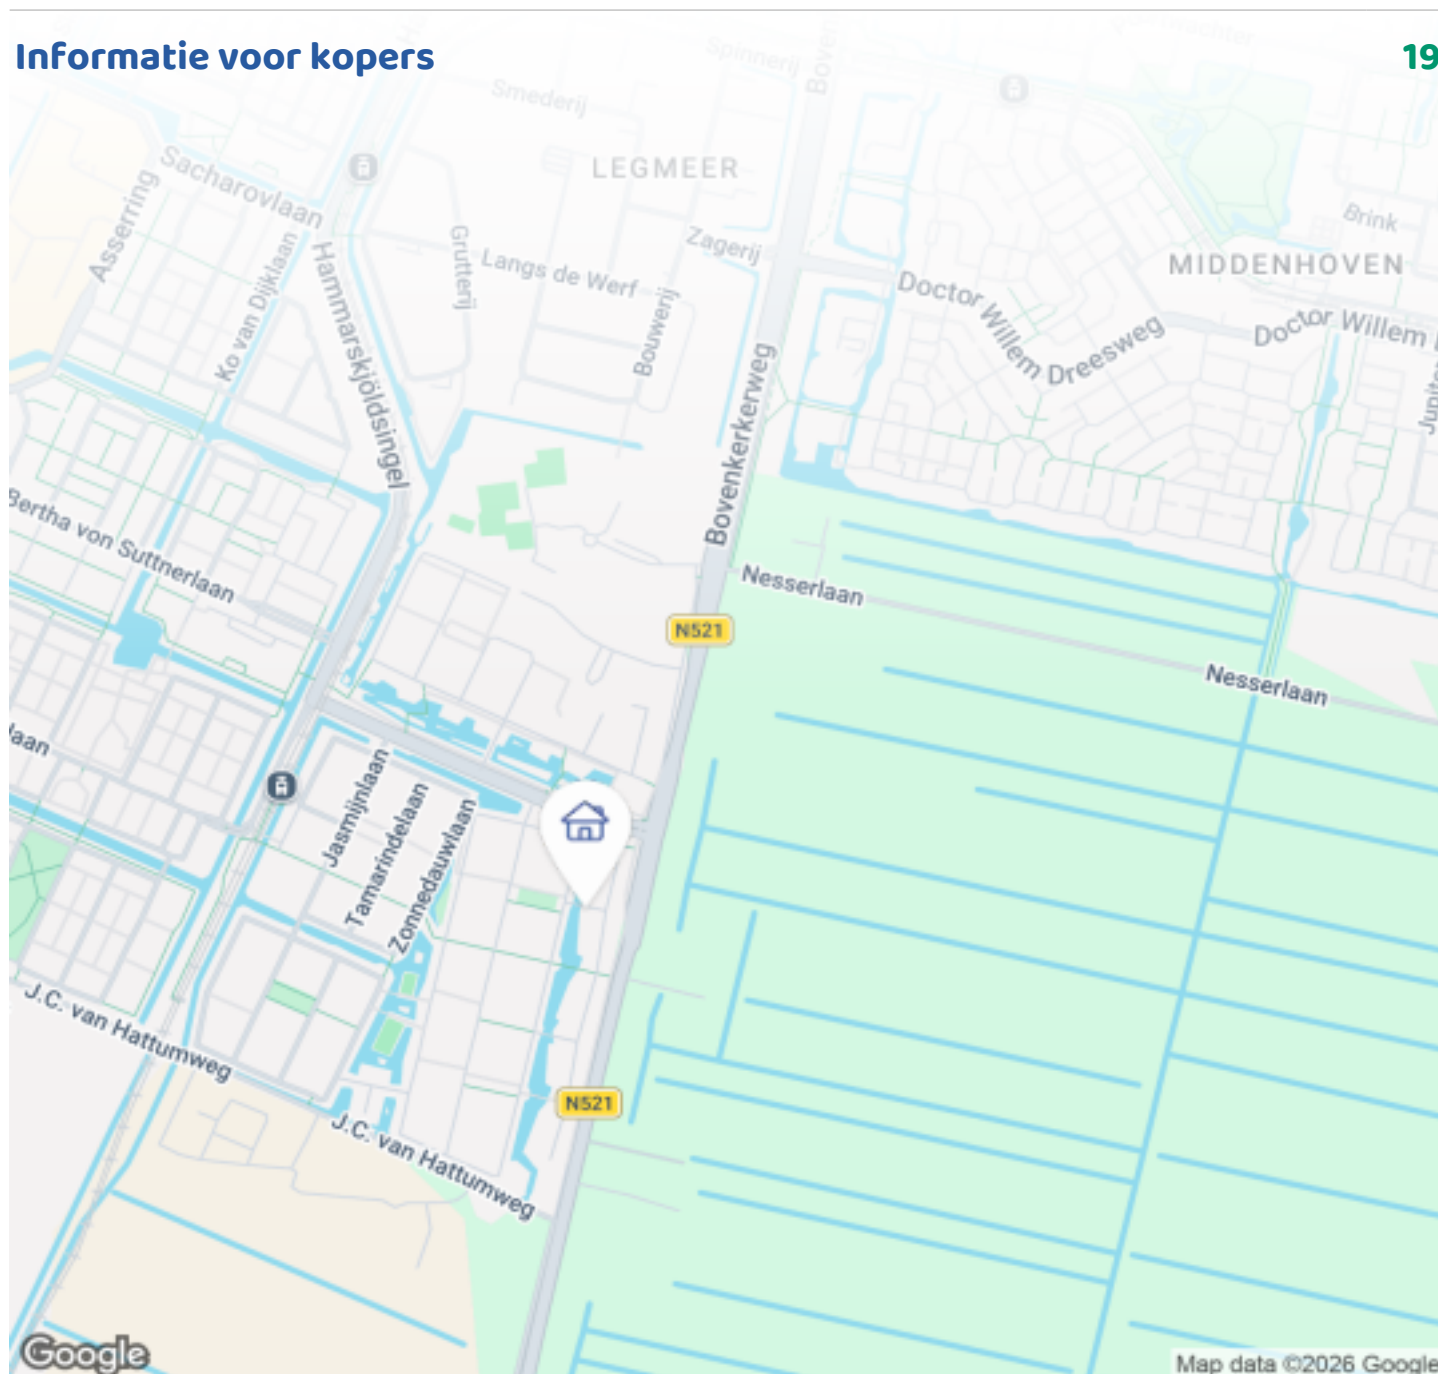 Informatie voor kopers
19
Spinnerij
Boven
Smederij
LEGMEER
Sacharovlaan
Asserring
Brink
Zagerij
Grutterij
Langs de Werf
MIDDENHOVEN
Ko van Dijklaan
Hammarskjöldsingel
Bouwerij
Doctor Willem Dreesweg
Doctor Willem
Bovenkerkerweg
Bertha von Suttnerlaan
Nesserlaan
N521
Nesserlaan
laan
Jasmijnlaan
Tamarindelaan
Zonnedauwlaan
J.C. van Hattumweg
N521
J.C. van Hattumweg
Google
Map data ©2026 Google